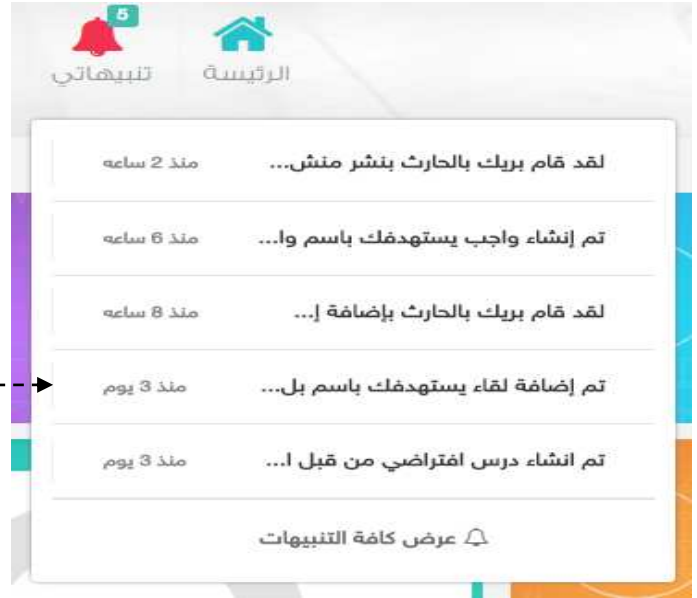 5
الرئيسة تنبيهاتي
لقد قام بريك بالحارث بنشر منش... منذ 2 ساعه
تم إنشاء واجب يستهدفك باسم وا... منذ 6 ساعه
لقد قام بريك بالحارث بإضافة إ... منذ 8 ساعه
تم إضافة لقاء يستهدفك باسم بل... منذ 3 يوم
تم انشاء درس افتراضي من قبل ا... منذ 3 يوم
عرض كافة التنبيهات